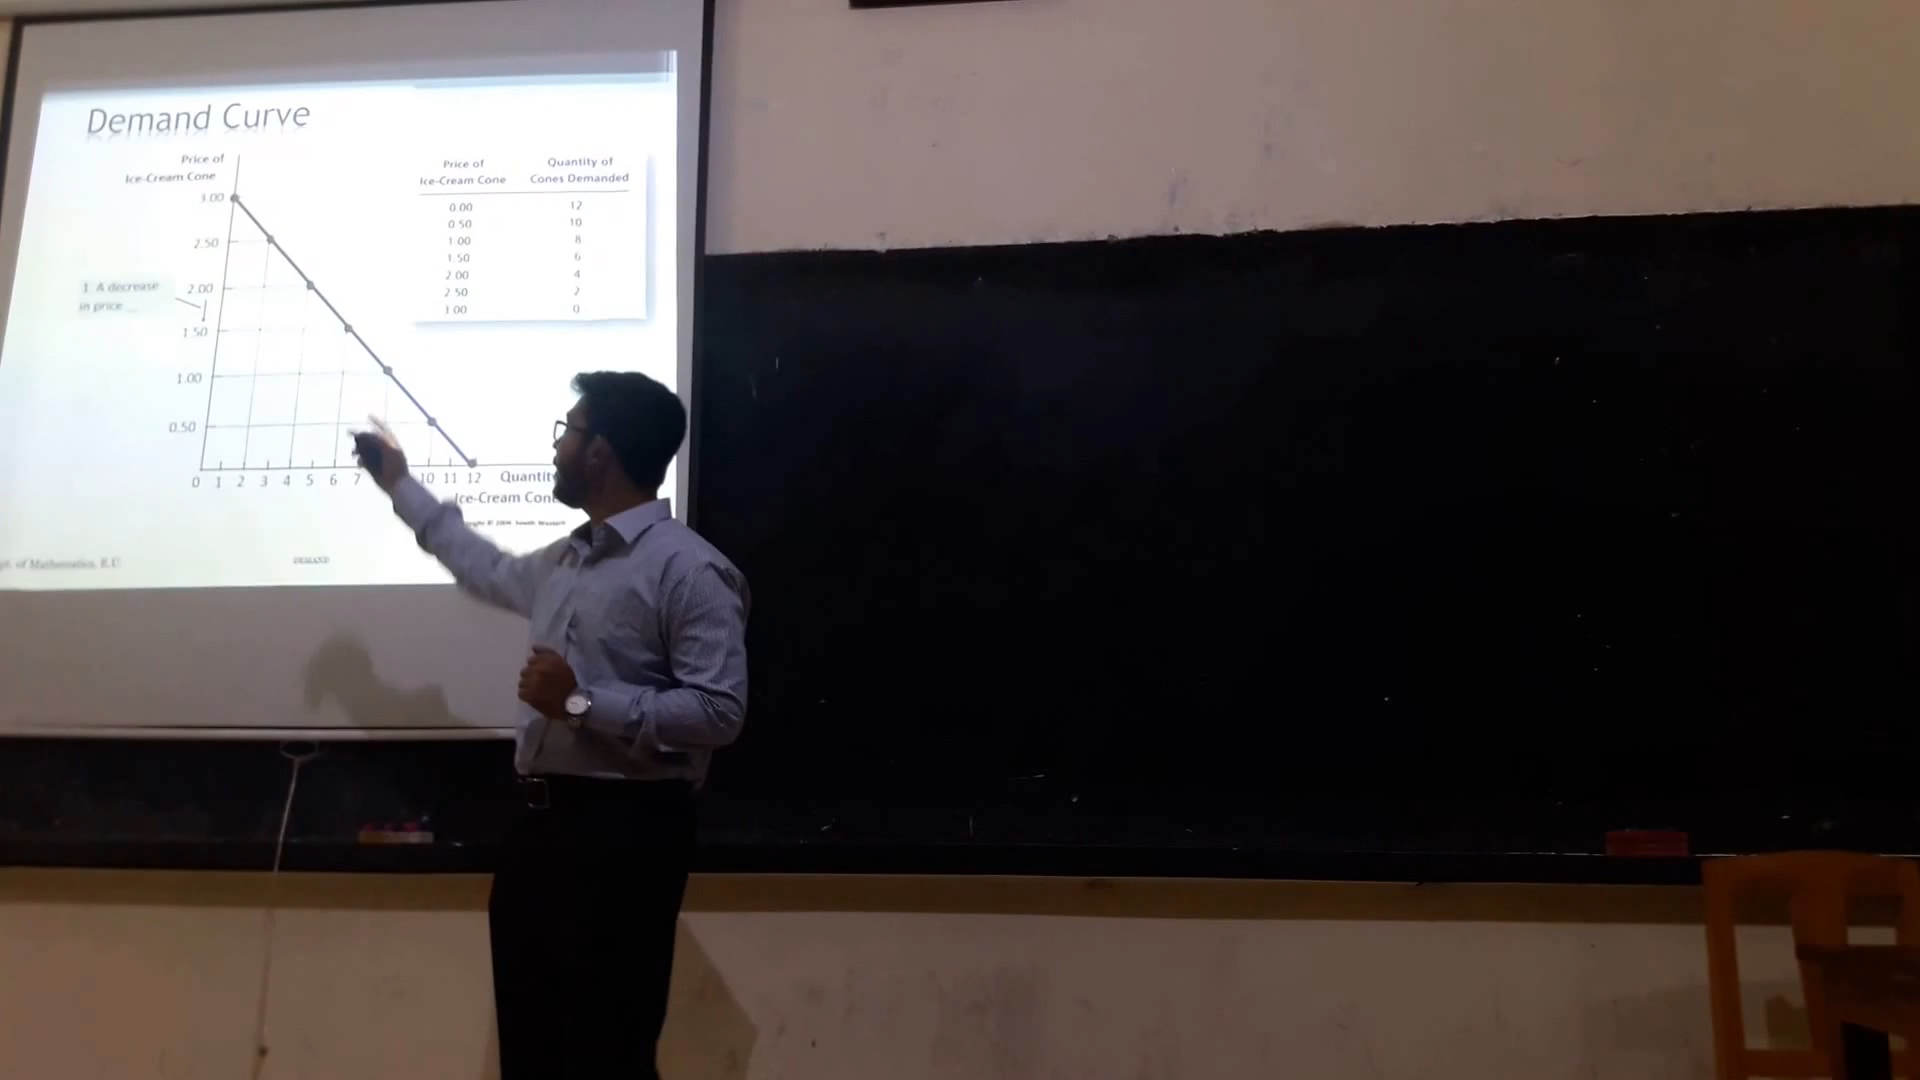 Demand Curve
Price of
Ice-Cream Cone
3.00
2.50
2.00
1.50
1.00
0.50
1. A decrease
in price ...
0 1 2 3 4 5 6 7 10 11 12
Ice-Cream
Price of Quantity of
Ice-Cream Cone Cones Demanded
0.00 12
0.50 10
1.00 8
1.50 6
2.00 4
2.50 2
3.00 0
of Mathematics,
DEMAND